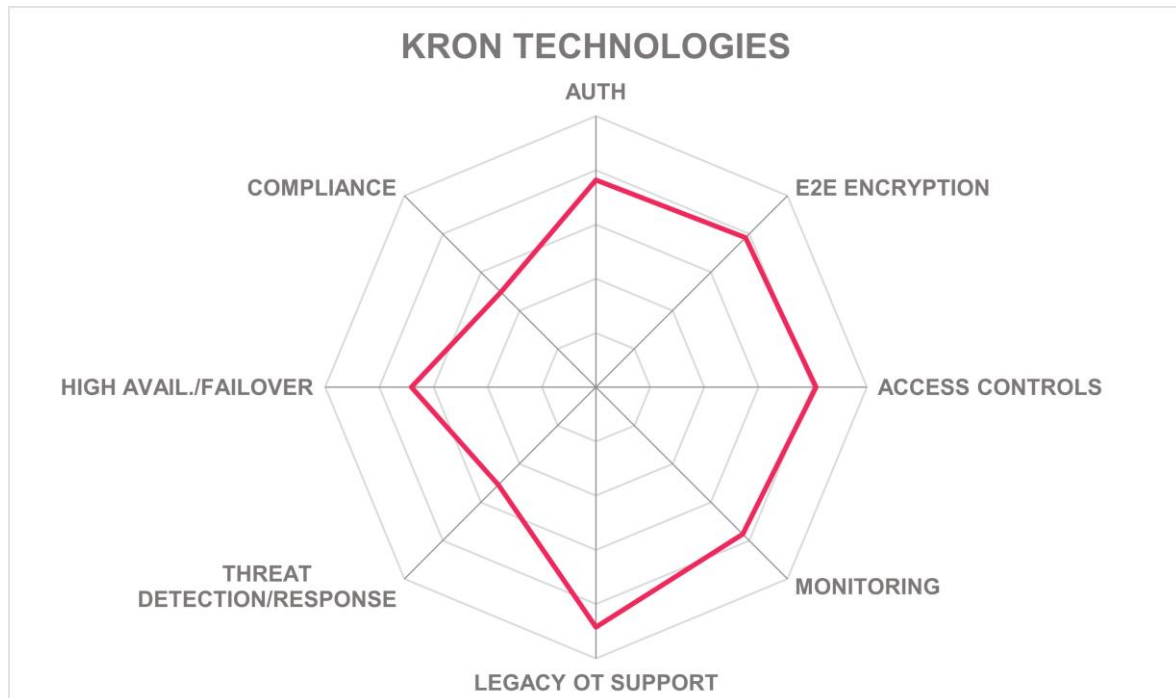 KRON TECHNOLOGIES
AUTH
COMPLIANCE
E2E ENCRYPTION
HIGH AVAIL./FAILOVER
ACCESS CONTROLS
THREAT
DETECTION/RESPONSE
MONITORING
LEGACY OT SUPPORT